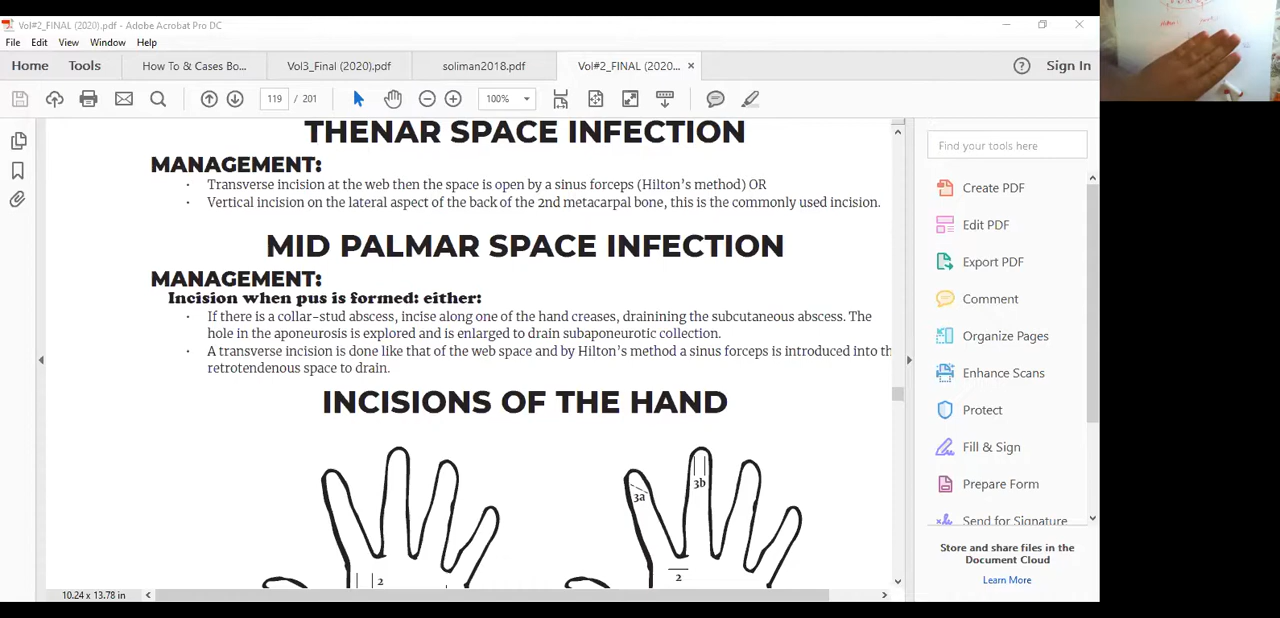 Vol#2_FINAL (2020).pdf - Adobe Acrobat Pro DC
File Edit View Window Help
Home Tools How To & Cases Bo... Vol3_Final (2020).pdf soliman2018.pdf Vol#2_FINAL (2020... × Sign In
119 / 201 100%
THENAR SPACE INFECTION
MANAGEMENT:
· Transverse incision at the web then the space is open by a sinus forceps (Hilton's method) OR
· Vertical incision on the lateral aspect of the back of the 2nd metacarpal bone, this is the commonly used incision.
MID PALMAR SPACE INFECTION
MANAGEMENT:
Incision when pus is formed: either:
· If there is a collar-stud abscess, incise along one of the hand creases, drainining the subcutaneous abscess. The
hole in the aponeurosis is explored and is enlarged to drain subaponeurotic collection.
· A transverse incision is done like that of the web space and by Hilton's method a sinus forceps is introduced into th
retrotendenous space to drain.
INCISIONS OF THE HAND
2
3a
3b
2
10.24 x 13.78 in
Find your tools here
Create PDF
Edit PDF
Export PDF
Comment
Organize Pages
Enhance Scans
Protect
Fill & Sign
Prepare Form
Send for Signature
Store and share files in the
Document Cloud
Learn More